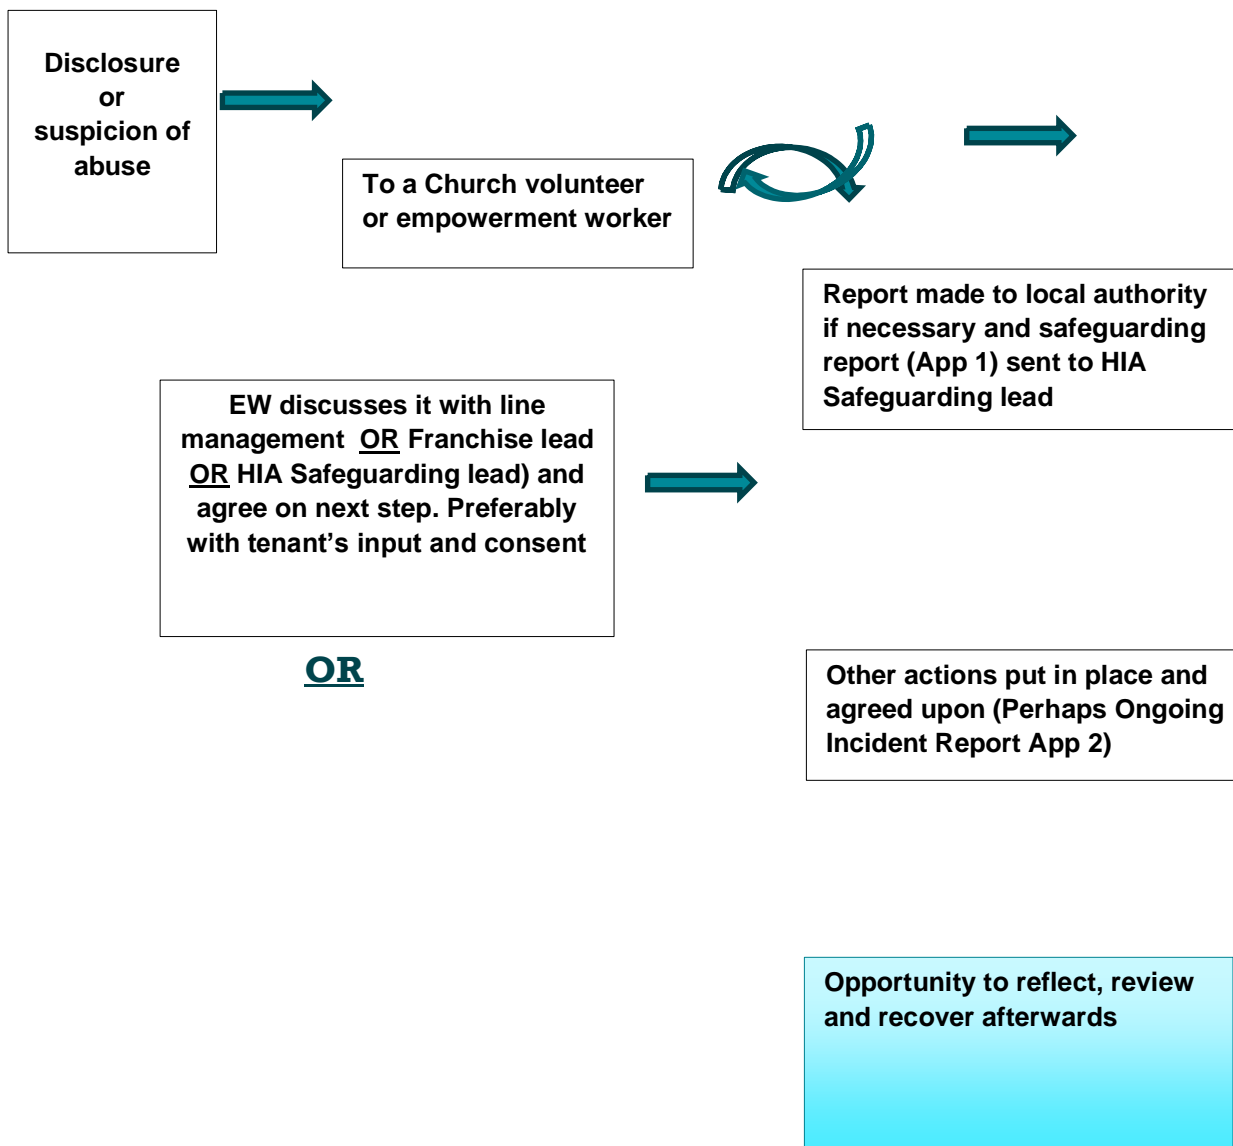 Disclosure
or
suspicion of
abuse
To a Church volunteer
or empowerment worker
Report made to local authority
if necessary and safeguarding
report (App 1) sent to HIA
Safeguarding lead
EW discusses it with line
management  OR Franchise lead
OR HIA Safeguarding lead) and
agree on next step. Preferably
with tenant’s input and consent
OR
Other actions put in place and
agreed upon (Perhaps Ongoing
Incident Report App 2)
Opportunity to reflect, review
and recover afterwards